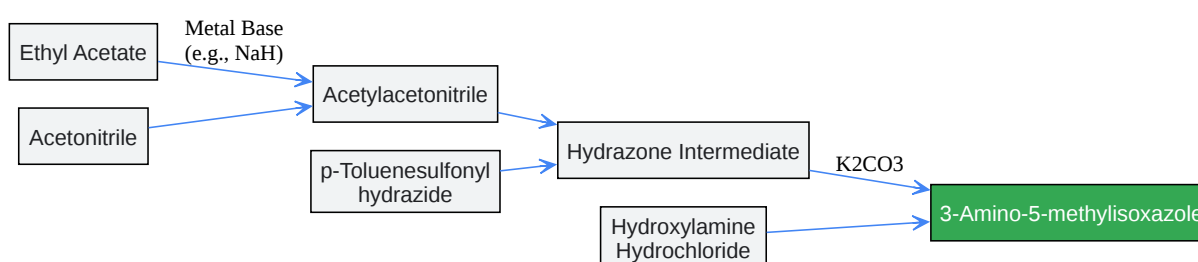 Ethyl Acetate
Metal Base
(e.g., NaH)
Acetonitrile
Acetylacetonitrile
p-Toluenesulfonyl
hydrazide
Hydrazone Intermediate
K2CO3
Hydroxylamine
Hydrochloride
3-Amino-5-methylisoxazole